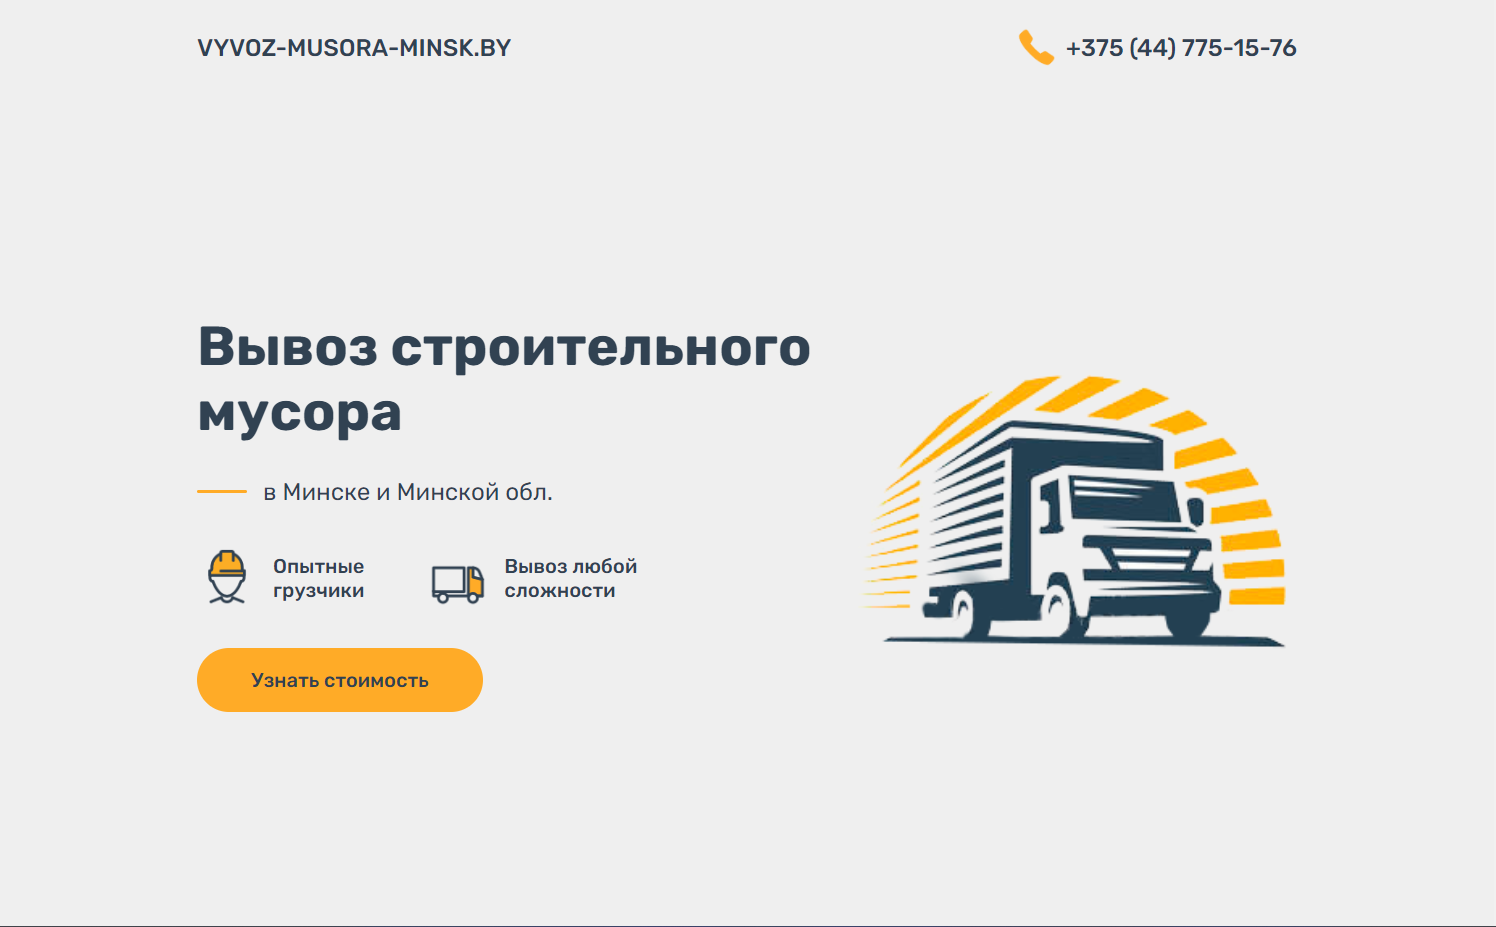 VYVOZ-MUSORA-MINSK.BY
+375 (44) 775-15-76
Вывоз строительного
мусора
в Минске и Минской обл.
Опытные
грузчики
Вывоз любой
сложности
Узнать стоимость